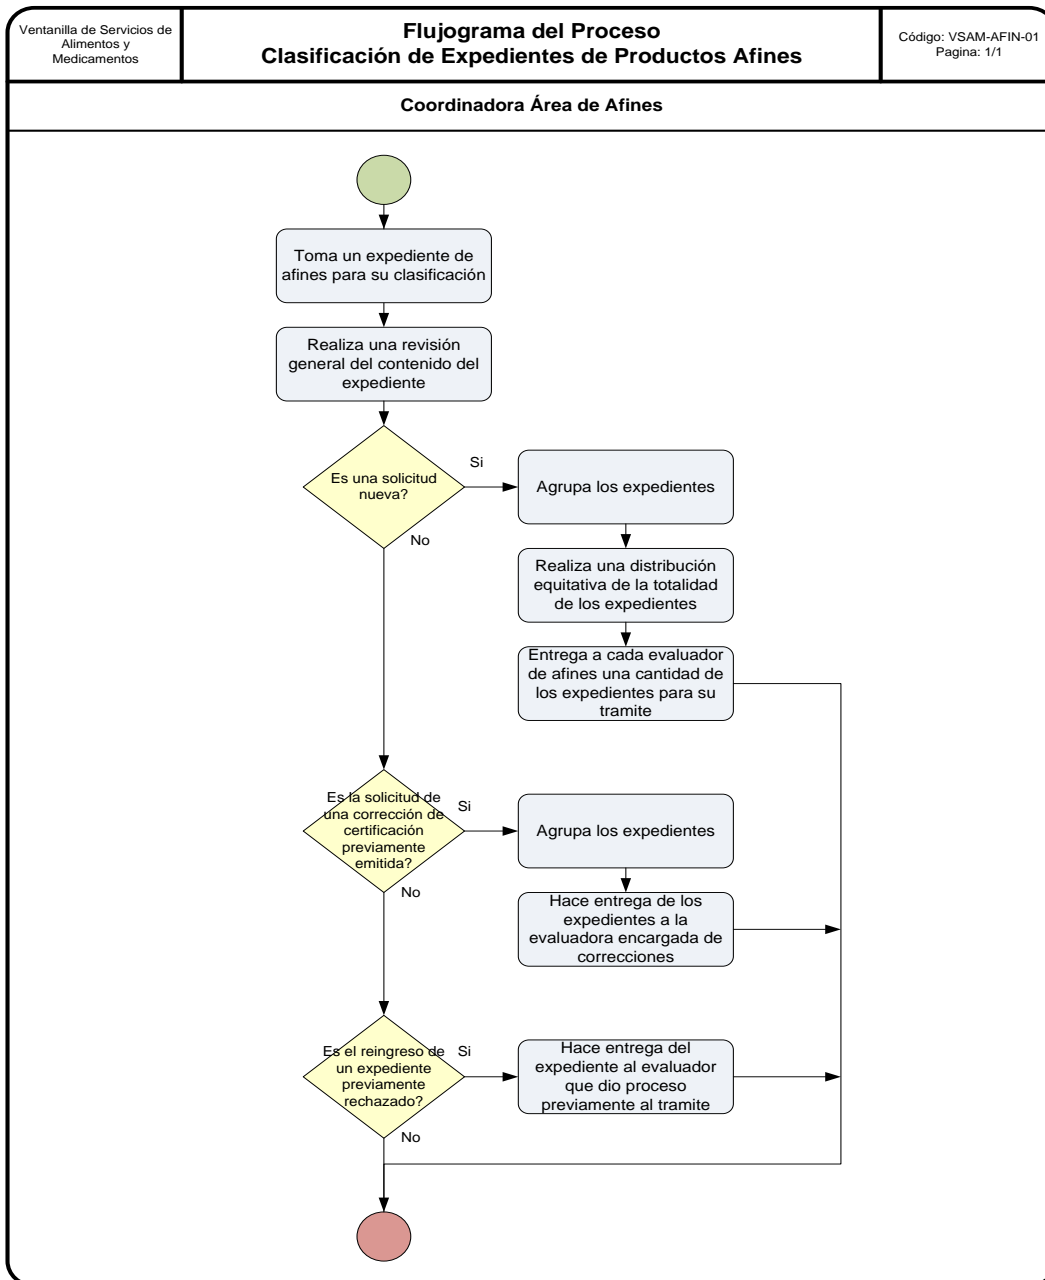 Ventanilla de Servicios de
Alimentos y
Medicamentos
Flujograma del Proceso
Clasificación de Expedientes de Productos Afines
Código: VSAM-AFIN-01
Pagina: 1/1
Coordinadora Área de Afines
Toma un expediente de
afines para su clasificación
Realiza una revisión
general del contenido del
expediente
Es una solicitud
nueva?
Si
No
Agrupa los expedientes
Realiza una distribución
equitativa de la totalidad
de los expedientes
Entrega a cada evaluador
de afines una cantidad de
los expedientes para su
tramite
Es la solicitud de
una corrección de
certificación
previamente
emitida?
Si
No
Agrupa los expedientes
Hace entrega de los
expedientes a la
evaluadora encargada de
correcciones
Es el reingreso de
un expediente
previamente
rechazado?
Si
No
Hace entrega del
expediente al evaluador
que dio proceso
previamente al tramite